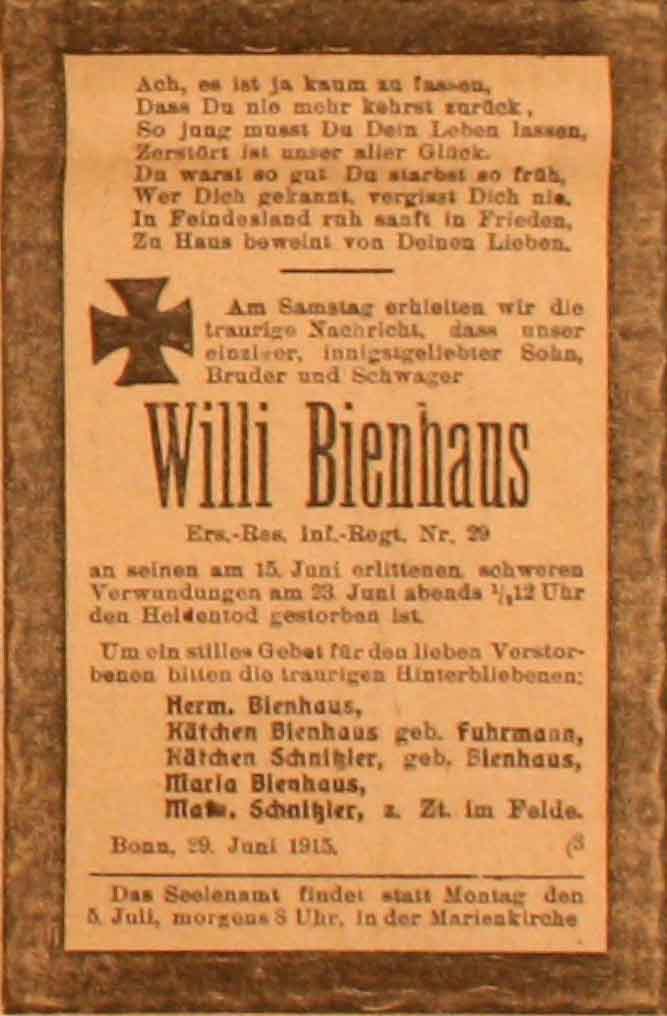 Ach, es ist ja kaum zu fassen,
Dass Du nie mehr kehrst zurück,
So jung musst Du Dein Leben lassen,
Zerstört ist unser aller Glück.
Du warst so gut Du starbst so früh,
Wer Dich gekannt, vergisst Dich nie.
In Feindesland ruh sanft in Frieden,
Zu Haus beweint von Deinen Lieben.
Am Samstag erhielten wir die
traurige Nachricht, dass unser
einziger, innigstgeliebter Sohn,
Bruder und Schwager
Willi Bienhaus
Ers.-Res. Inf.-Regt. Nr. 29
an seinen am 15. Juni erlittenen schweren
Verwundungen am 23. Juni abends ½12 Uhr
den Heldentod gestorben ist.
Um ein stilles Gebet für den lieben Verstor-
benen bitten die traurigen Hinterbliebenen:
Herm. Bienhaus,
Kätchen Bienhaus geb. Fuhrmann,
Kätchen Schnitzler, geb. Bienhaus,
Maria Bienhaus,
Schnitzler, z. Zt. im Felde.
Bonn, 29. Juni 1915. (3
Das Seelenamt findet statt Montag den
5. Juli, morgens 8 Uhr, in der Marienkirche